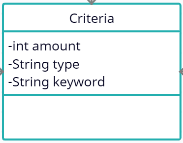 Criteria
-int amount
-String type
-String keyword